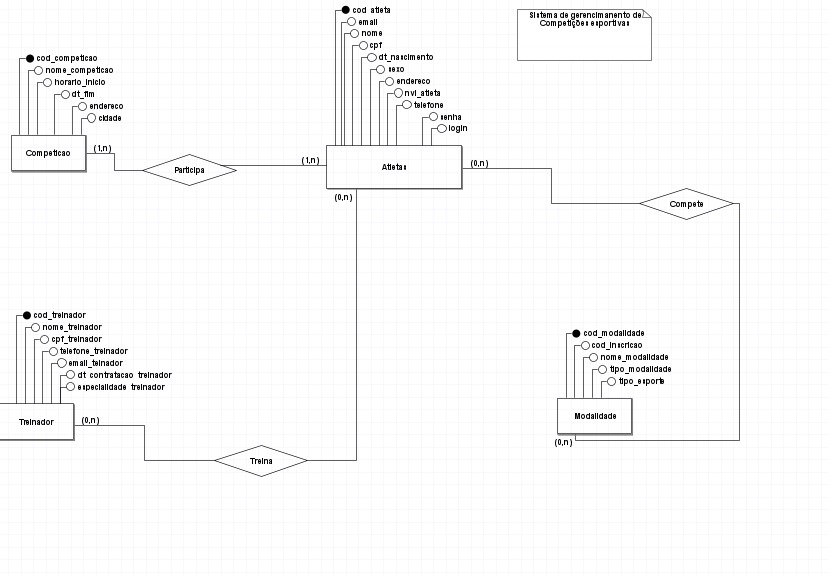 cod_atleta
email
nome
cpf
dt_nascimento
sexo
endereco
nvl_atleta
telefone
senha
login
Sistema de gerencimanento de
Competições esportivas
cod_competicao
nome_competicao
horario_inicio
dt_fim
endereco
cidade
Competicao
(1,n)
Participa
(1,n)
Atletas
(0,n)
(0,n)
Compete
cod_treinador
nome_treinador
cpf_treinador
telefone_treinador
email_teinador
dt_contratacao_treinador
especialidade_treinador
Treinador
(0,n)
Treina
cod_modalidade
cod_inscricao
nome_modalidade
tipo_modalidade
tipo_esporte
Modalidade
(0,n)